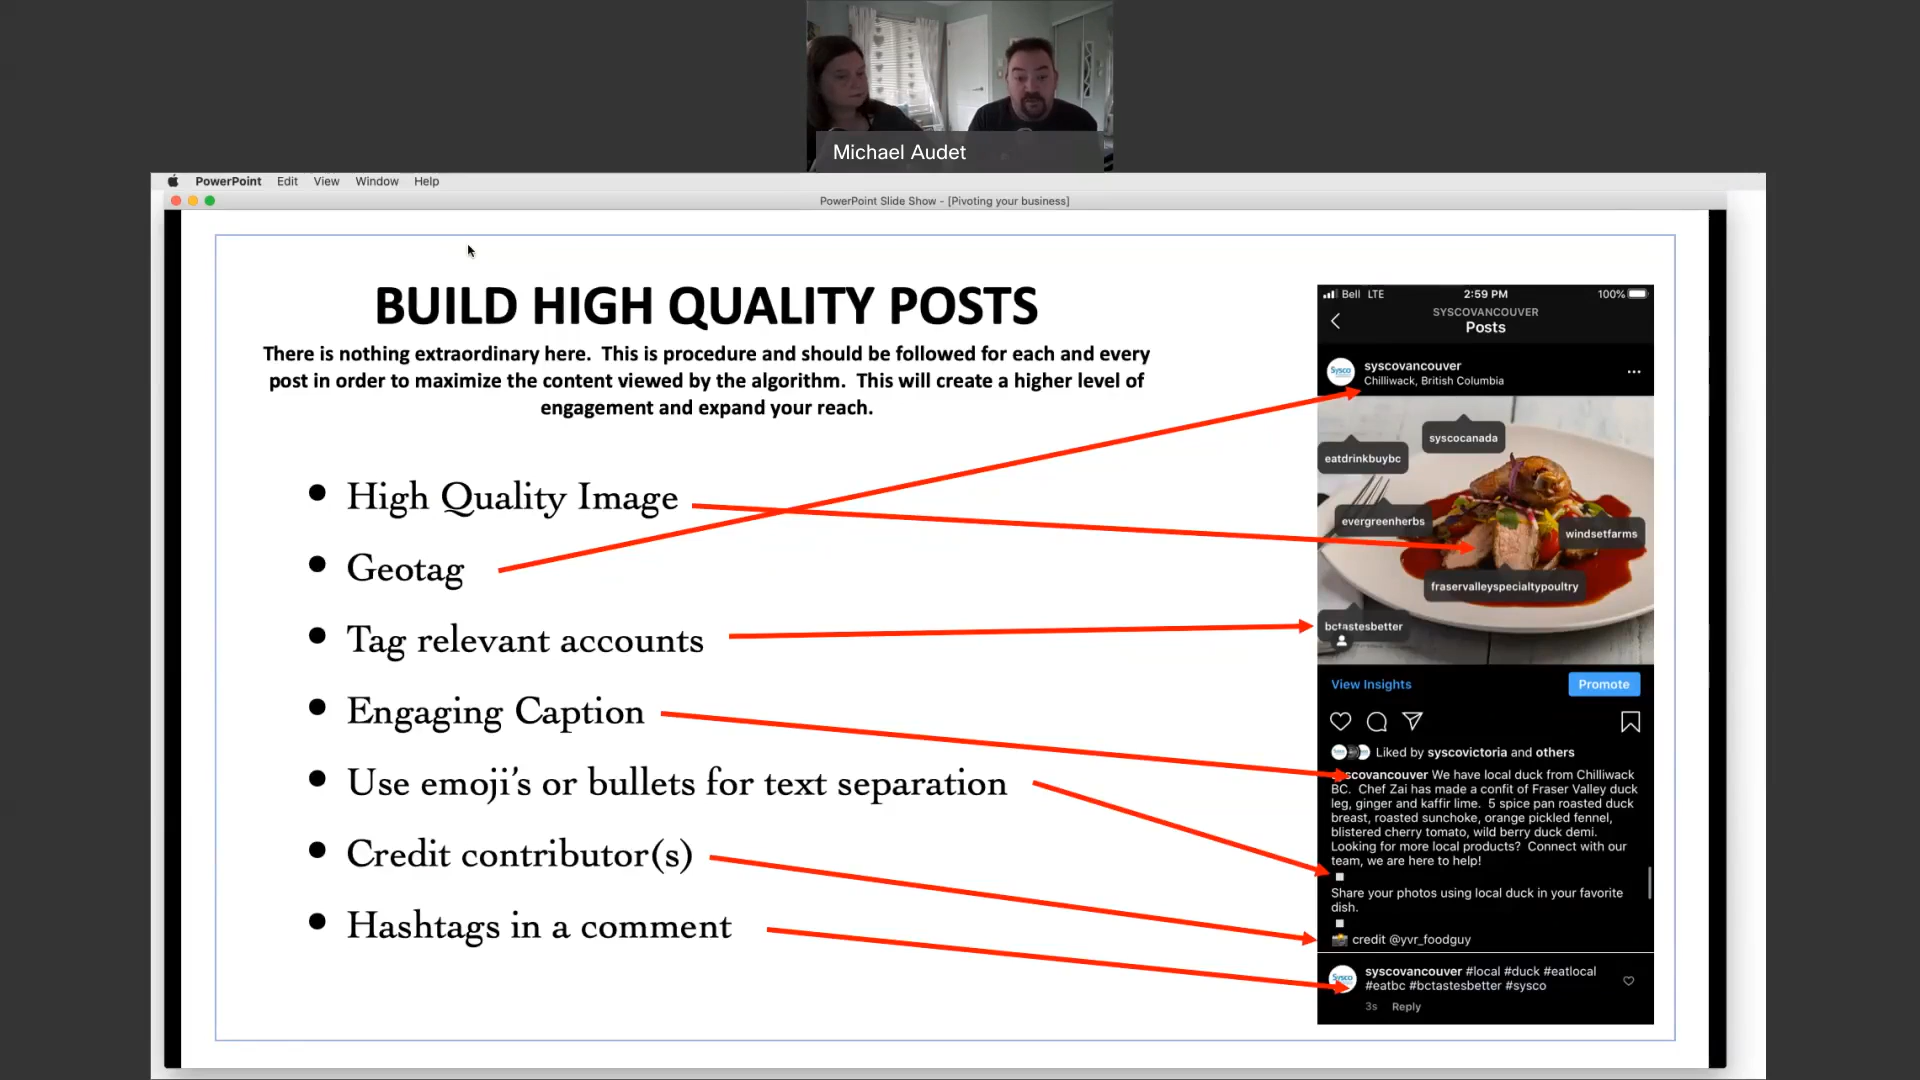 Michael Audet
PowerPoint Edit View Window Help
PowerPoint Slide Show - [Pivoting your business]
BUILD HIGH QUALITY POSTS
There is nothing extraordinary here. This is procedure and should be followed for each and every
post in order to maximize the content viewed by the algorithm. This will create a higher level of
engagement and expand your reach.
• High Quality Image
• Geotag
• Tag relevant accounts
• Engaging Caption
• Use emoji's or bullets for text separation
• Credit contributor(s)
• Hashtags in a comment
Bell LTE 2:59 PM 100%
SYSCOVANCOUVER
Posts
Sysco
syscovancouver
Chilliwack, British Columbia
syscocanada
eatdrinkbuybc
evergreenherbs
windsetfarms
fraservalleyspecialtypoultry
bctastesbetter
View Insights Promote
Liked by syscovictoria and others
syscovancouver We have local duck from Chilliwack
BC. Chef Zai has made a confit of Fraser Valley duck
leg, ginger and kaffir lime. 5 spice pan roasted duck
breast, roasted sunchoke, orange pickled fennel,
blistered cherry tomato, wild berry duck demi.
Looking for more local products? Connect with our
team, we are here to help!
Share your photos using local duck in your favorite
dish.
credit @yvr_foodguy
Sysco
syscovancouver #local #duck #eatlocal
#eatbc #bctastesbetter #sysco
3s Reply